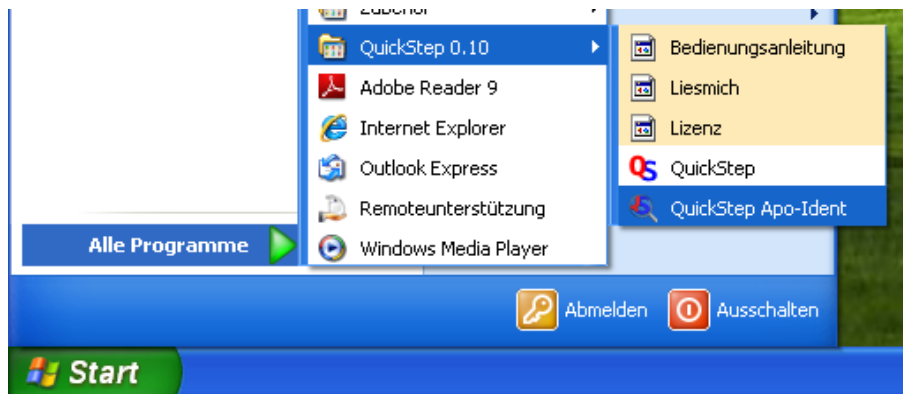 Zubehör
QuickStep 0.10
Adobe Reader 9
Internet Explorer
Outlook Express
Remoteunterstützung
Windows Media Player
Bedienungsanleitung
Liesmich
Lizenz
QuickStep
QuickStep Apo-Ident
Alle Programme
Abmelden
Ausschalten
Start